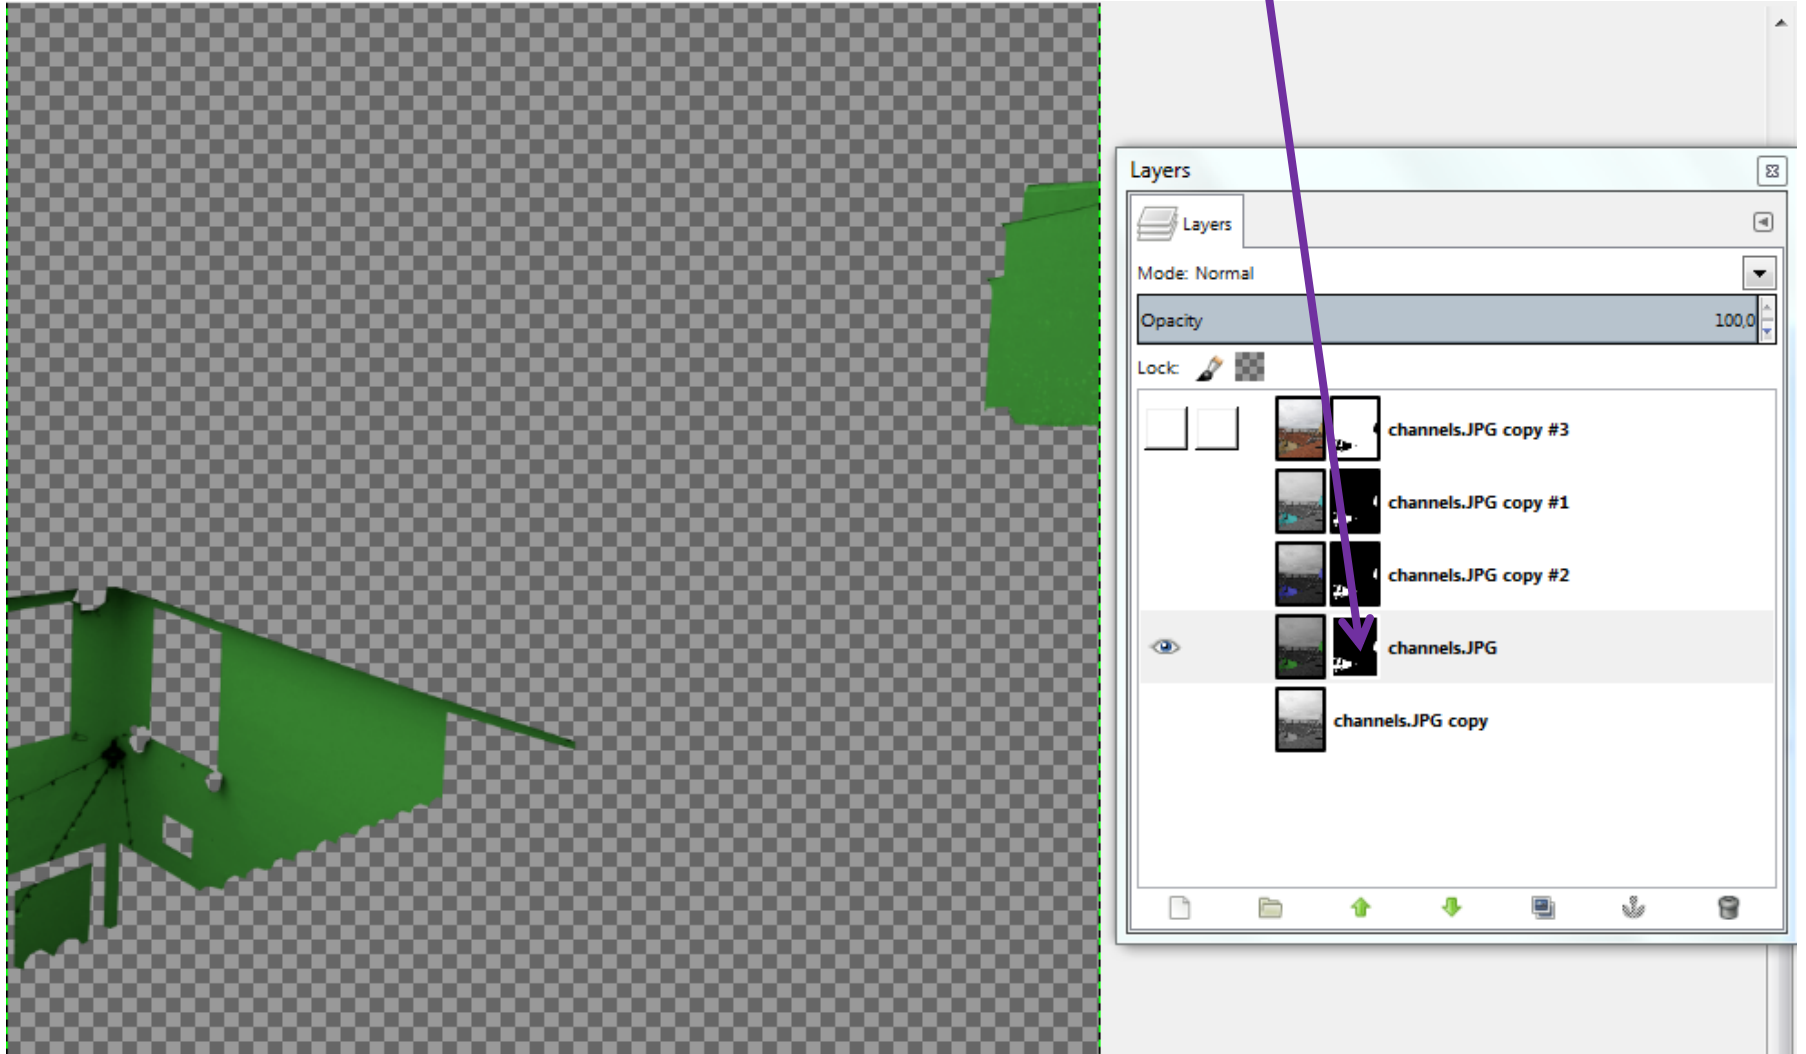 Layers
Layers
Mode: Normal
Opacity 100,0
Lock:
channels.JPG copy #3
channels.JPG copy #1
channels.JPG copy #2
channels.JPG
channels.JPG copy